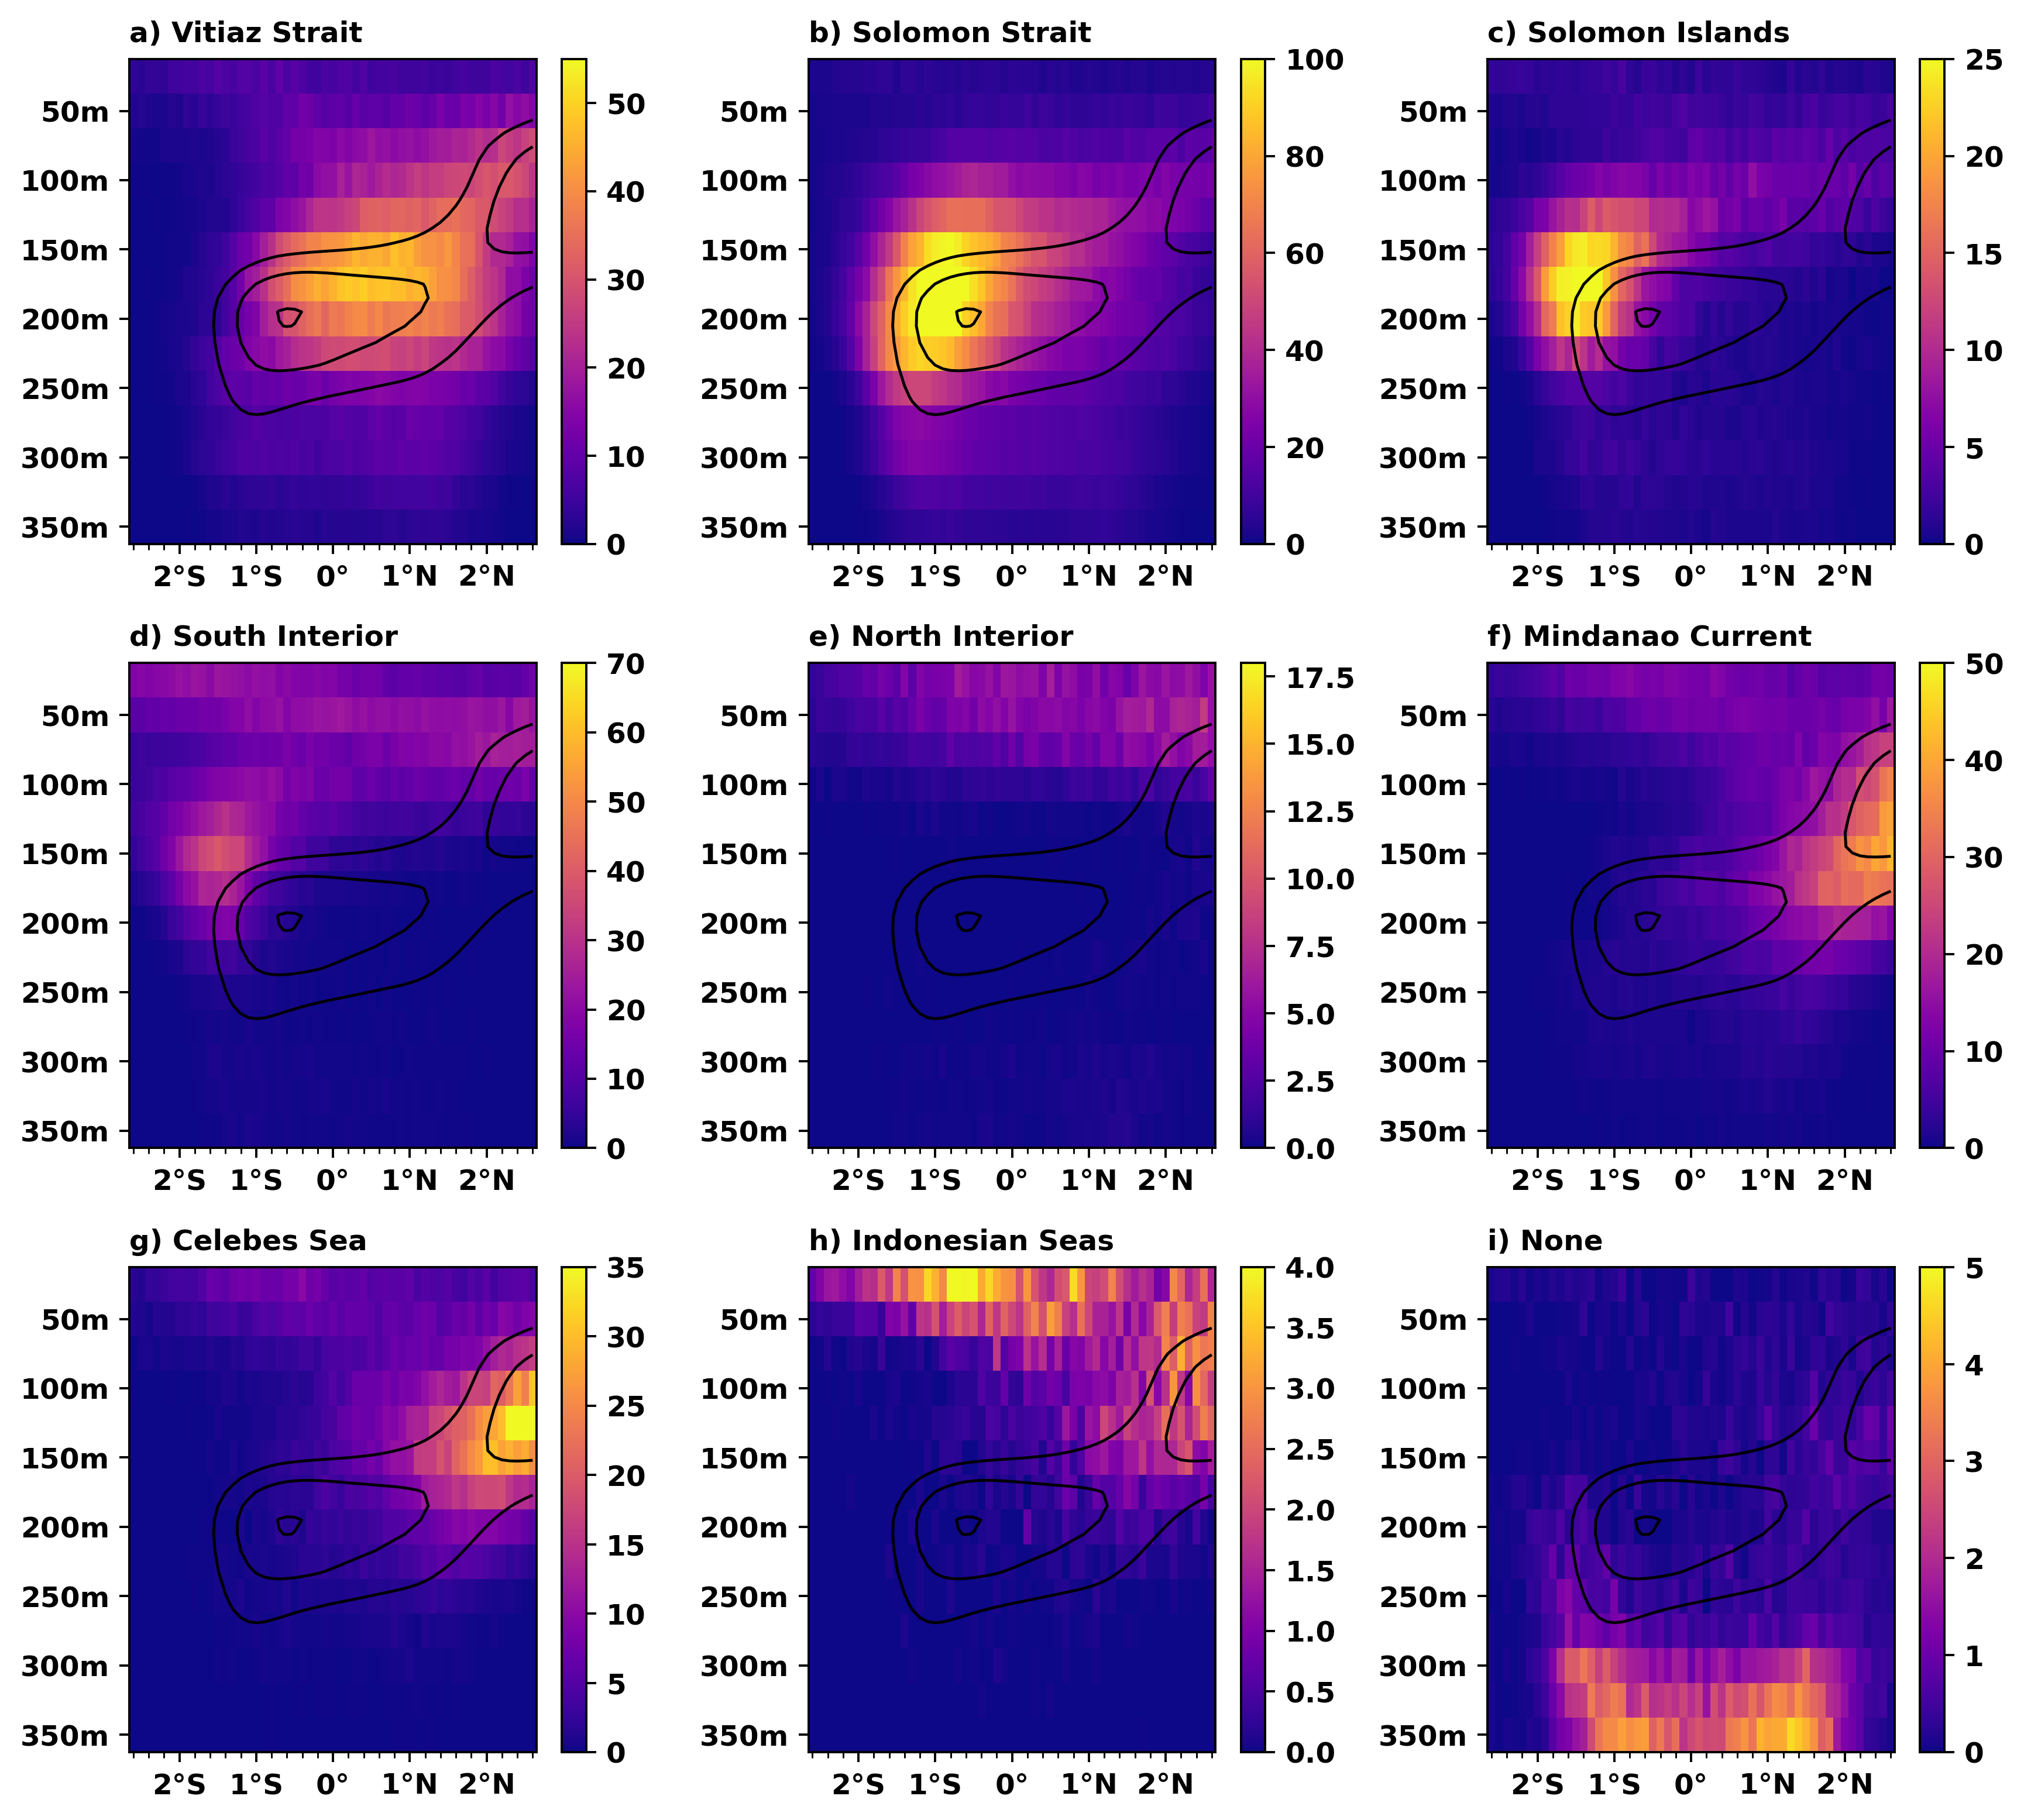 a) Vitiaz Strait
50m
100m
150m
200m
250m
300m
350m
2°S 1°S 0° 1°N 2°N
50
40
30
20
10
0
b) Solomon Strait
50m
100m
150m
200m
250m
300m
350m
2°S 1°S 0° 1°N 2°N
100
80
60
40
20
0
c) Solomon Islands
50m
100m
150m
200m
250m
300m
350m
2°S 1°S 0° 1°N 2°N
25
20
15
10
5
0
d) South Interior
50m
100m
150m
200m
250m
300m
350m
2°S 1°S 0° 1°N 2°N
70
60
50
40
30
20
10
0
e) North Interior
50m
100m
150m
200m
250m
300m
350m
2°S 1°S 0° 1°N 2°N
17.5
15.0
12.5
10.0
7.5
5.0
2.5
0.0
f) Mindanao Current
50m
100m
150m
200m
250m
300m
350m
2°S 1°S 0° 1°N 2°N
50
40
30
20
10
0
g) Celebes Sea
50m
100m
150m
200m
250m
300m
350m
2°S 1°S 0° 1°N 2°N
35
30
25
20
15
10
5
0
h) Indonesian Seas
50m
100m
150m
200m
250m
300m
350m
2°S 1°S 0° 1°N 2°N
4.0
3.5
3.0
2.5
2.0
1.5
1.0
0.5
0.0
i) None
50m
100m
150m
200m
250m
300m
350m
2°S 1°S 0° 1°N 2°N
5
4
3
2
1
0